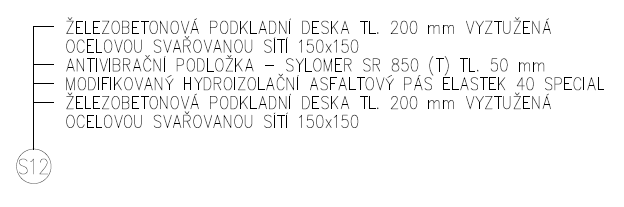 ŽELEZOBETONOVÁ PODKLADNÍ DESKA TL. 200 mm VYZTUŽENÁ
OCELOVOU SVAŘOVANOU SÍTÍ 150x150
ANTIVIBRAČNÍ PODLOŽKA – SYLOMER SR 850 (T) TL. 50 mm
MODIFIKOVANÝ HYDROIZOLAČNÍ ASFALTOVÝ PÁS ELASTEK 40 SPECIAL
ŽELEZOBETONOVÁ PODKLADNÍ DESKA TL. 200 mm VYZTUŽENÁ
OCELOVOU SVAŘOVANOU SÍTÍ 150x150
S12